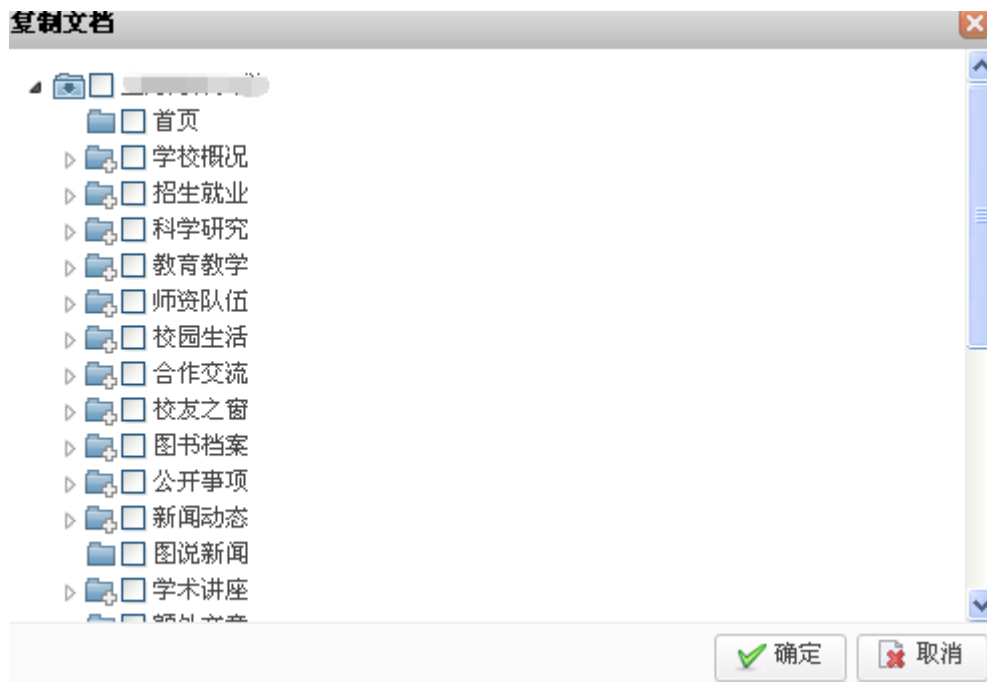 复制文档
首页
学校概况
招生就业
科学研究
教育教学
师资队伍
校园生活
合作交流
校友之窗
图书档案
公开事项
新闻动态
图说新闻
学术讲座
确定
取消